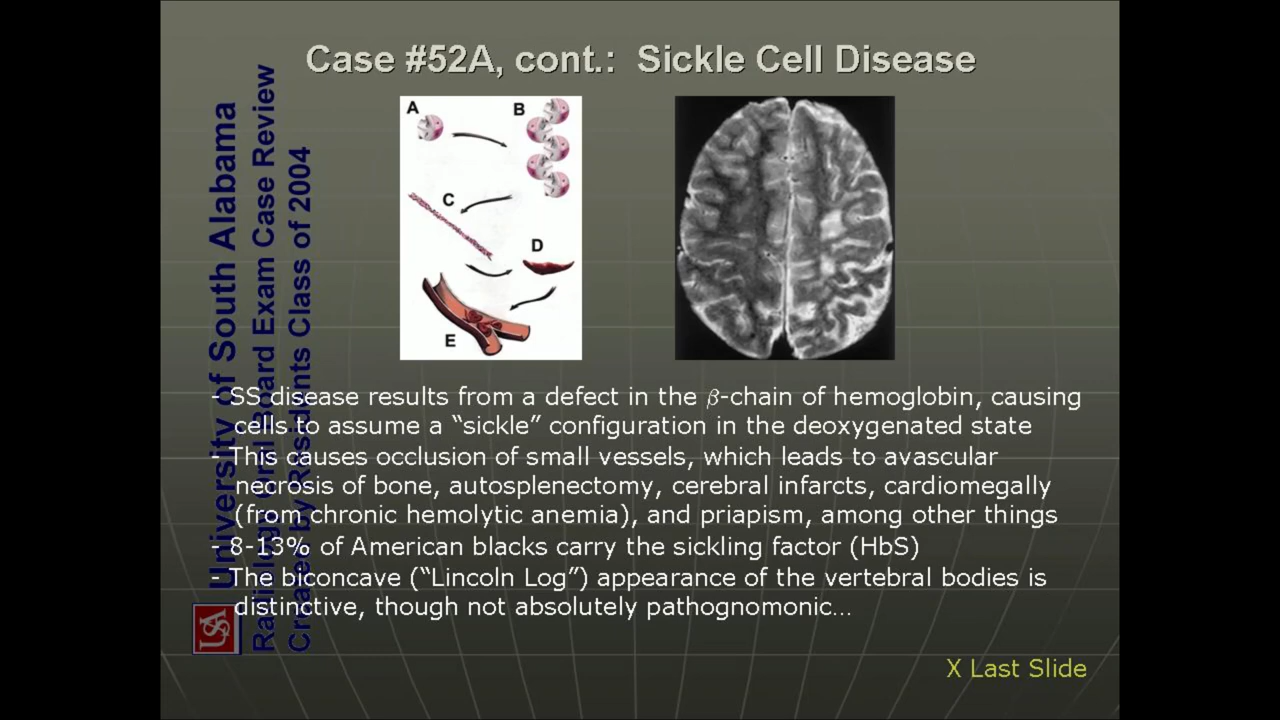 Case #52A, cont.: Sickle Cell Disease
A
B
C
D
E
- SS disease results from a defect in the β-chain of hemoglobin, causing
cells to assume a “sickle” configuration in the deoxygenated state
- This causes occlusion of small vessels, which leads to avascular
necrosis of bone, autosplenectomy, cerebral infarcts, cardiomegally
(from chronic hemolytic anemia), and priapism, among other things
- 8-13% of American blacks carry the sickling factor (HbS)
- The biconcave (“Lincoln Log”) appearance of the vertebral bodies is
distinctive, though not absolutely pathognomonic…
X Last Slide
University of South Alabama
Radiology Oral Board Exam Case Review
Created by Residents Class of 2004
USA